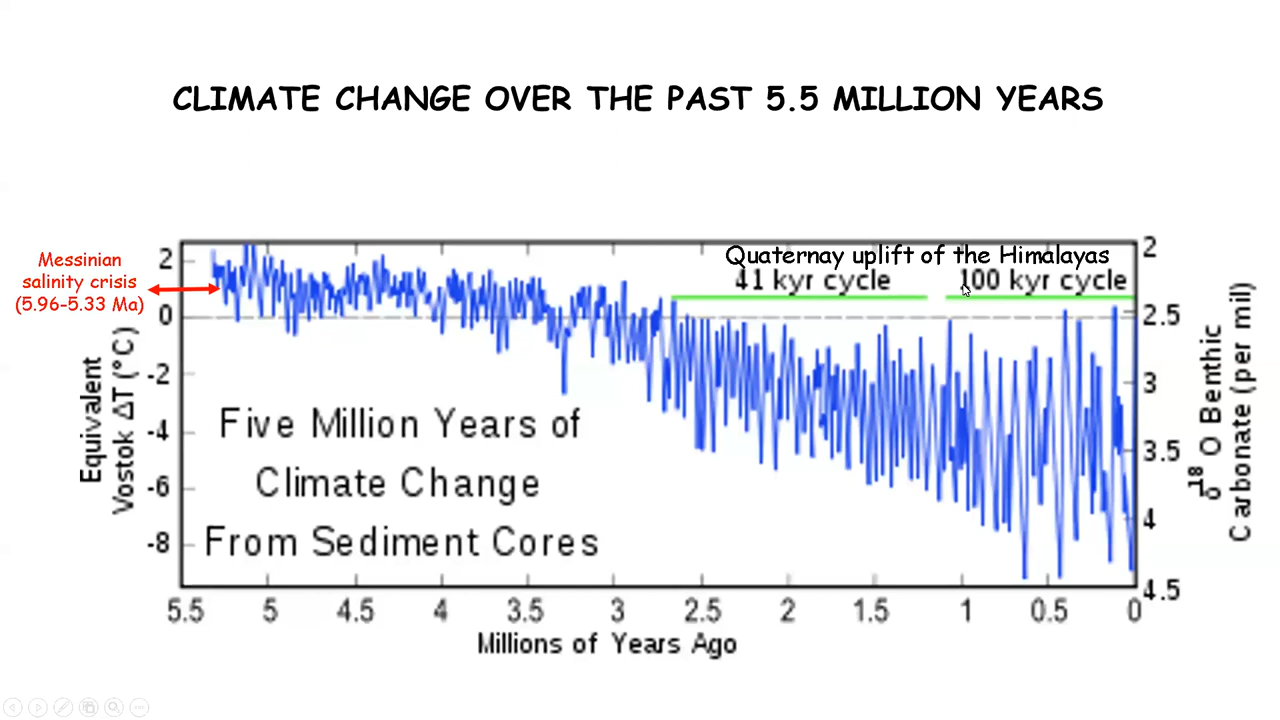 CLIMATE CHANGE OVER THE PAST 5.5 MILLION YEARS
Messinian
salinity crisis
(5.96-5.33 Ma)
Quaternay uplift of the Himalayas
41 kyr cycle
100 kyr cycle
2
0
-2
-4
-6
-8
Equivalent
Vostok ΔT (°C)
Five Million Years of
Climate Change
From Sediment Cores
2
2.5
3
3.5
4
4.5
δ18 O Benthic
Carbonate (per mil)
5.5 5 4.5 4 3.5 3 2.5 2 1.5 1 0.5 0
Millions of Years Ago